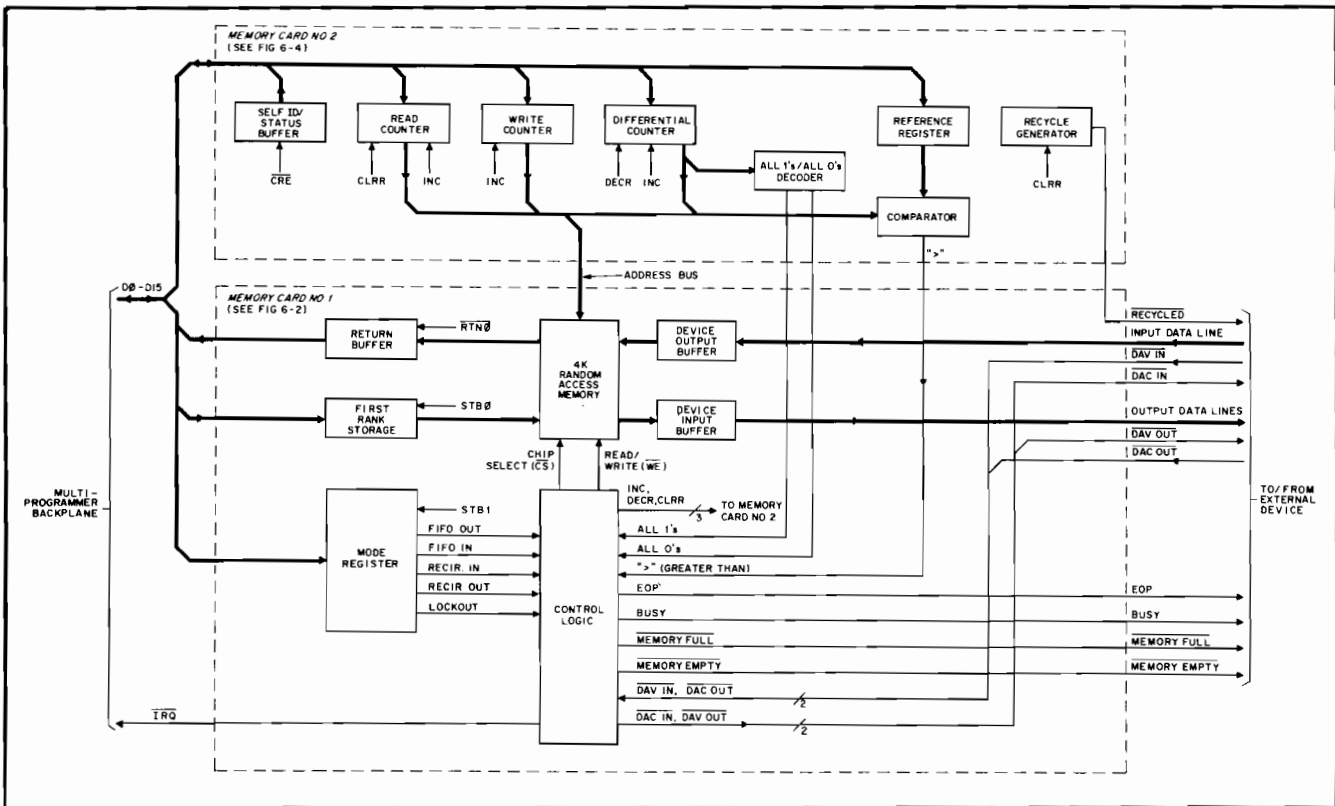 MEMORY CARD NO 2
(SEE FIG 6-4)
SELF ID/
STATUS
BUFFER
READ
COUNTER
WRITE
COUNTER
DIFFERENTIAL
COUNTER
REFERENCE
REGISTER
RECYCLE
GENERATOR
CRE
CLRR
INC
INC
DECR
INC
ALL 1's/ALL 0's
DECODER
CLRR
COMPARATOR
">"
ADDRESS BUS
DØ-D15
MEMORY CARD NO 1
(SEE FIG 6-2)
RETURN
BUFFER
RTNØ
4K
RANDOM
ACCESS
MEMORY
DEVICE
OUTPUT
BUFFER
RECYCLED
INPUT DATA LINE
DAV IN
DAC IN
FIRST
RANK
STORAGE
STBØ
DEVICE
INPUT
BUFFER
OUTPUT DATA LINES
DAV OUT
DAC OUT
CHIP
SELECT (CS)
READ/
WRITE (WE)
MULTI-
PROGRAMMER
BACKPLANE
TO/FROM
EXTERNAL
DEVICE
MODE
REGISTER
STB1
FIFO OUT
FIFO IN
RECIR. IN
RECIR OUT
LOCKOUT
CONTROL
LOGIC
INC,
DECR,CLRR
3
TO MEMORY
CARD NO 2
ALL 1's
ALL 0's
">" (GREATER THAN)
EOP
EOP
BUSY
BUSY
MEMORY FULL
MEMORY FULL
MEMORY EMPTY
MEMORY EMPTY
DAV IN, DAC OUT
2
DAC IN, DAV OUT
2
IRQ